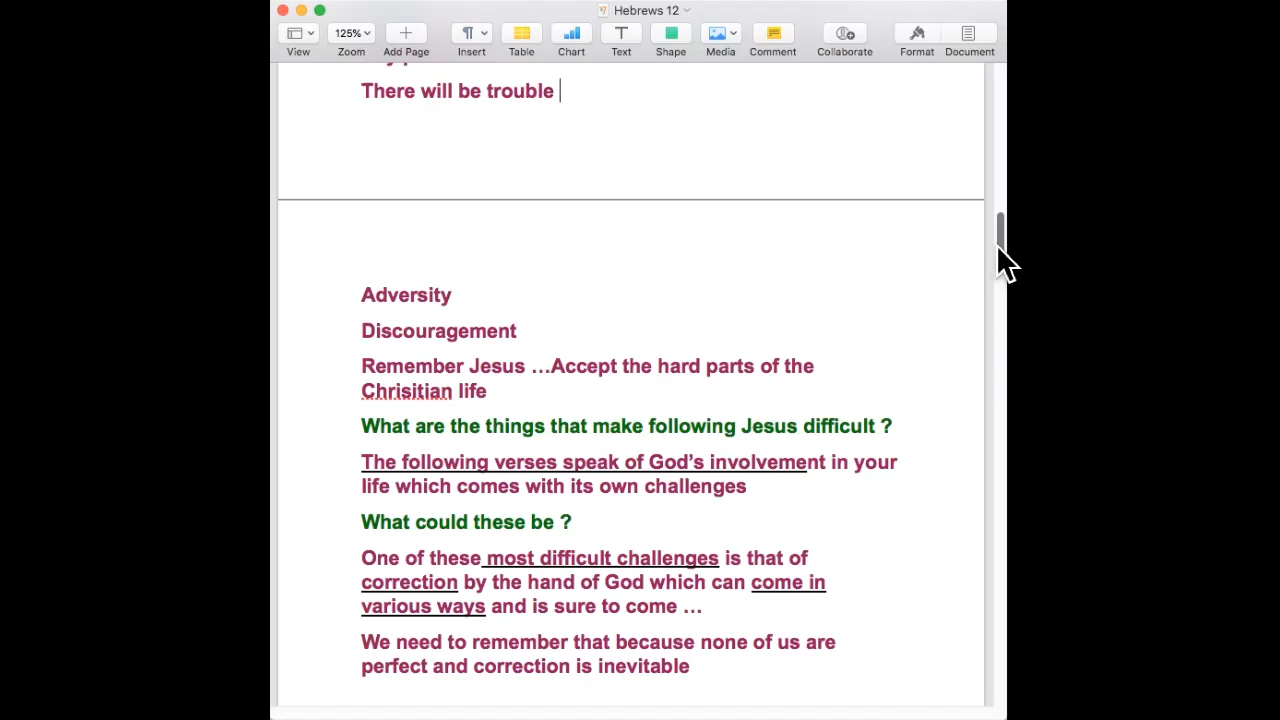 Hebrews 12
125%
View
Zoom
Add Page
Insert
Table
Chart
Text
Shape
Media
Comment
Collaborate
Format
Document
There will be trouble
Adversity
Discouragement
Remember Jesus …Accept the hard parts of the
Chrisitian life
What are the things that make following Jesus difficult ?
The following verses speak of God’s involvement in your
life which comes with its own challenges
What could these be ?
One of these most difficult challenges is that of
correction by the hand of God which can come in
various ways and is sure to come …
We need to remember that because none of us are
perfect and correction is inevitable